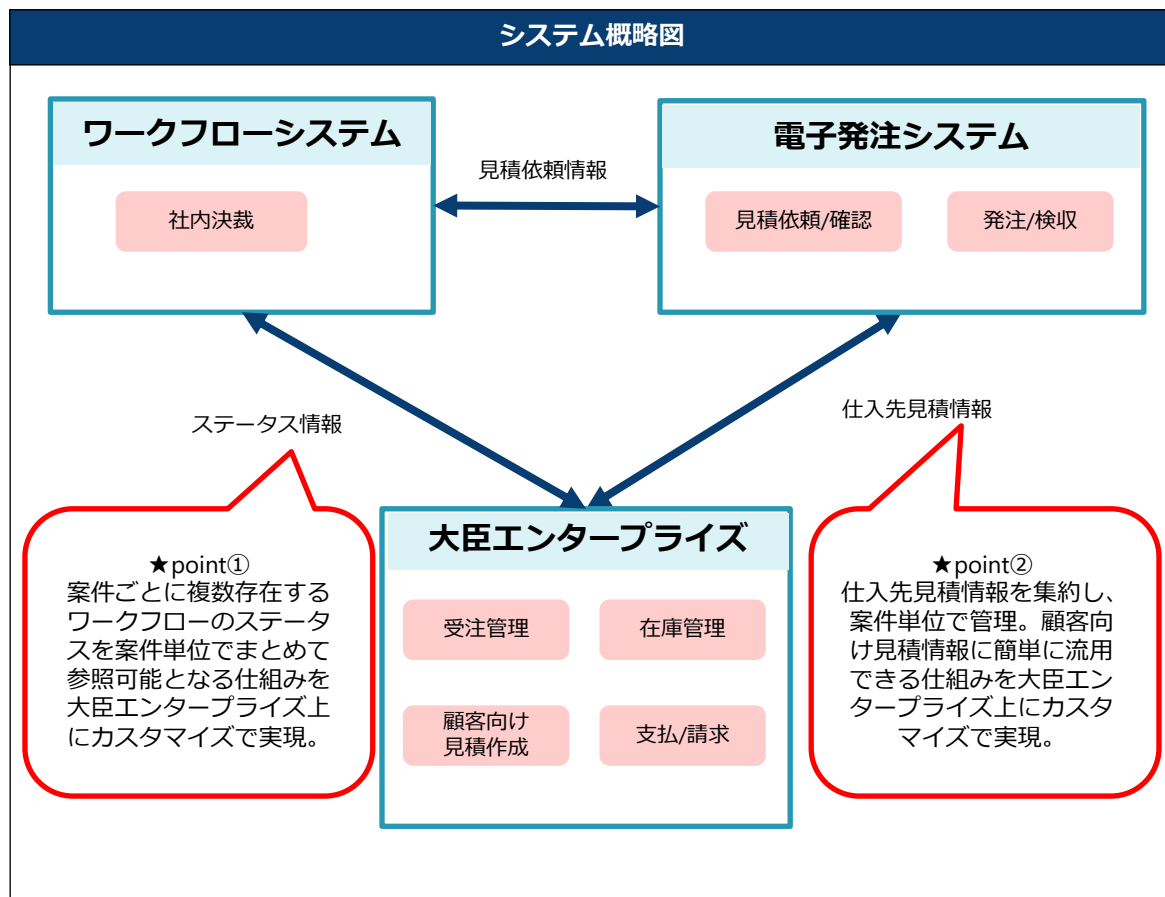 システム概略図
ワークフローシステム
社内決裁
見積依頼情報
電子発注システム
見積依頼/確認
発注/検収
ステータス情報
仕入先見積情報
★point①
案件ごとに複数存在する
ワークフローのステータ
スを案件単位でまとめて
参照可能となる仕組みを
大臣エンタープライズ上
にカスタマイズで実現。
大臣エンタープライズ
受注管理
在庫管理
顧客向け
見積作成
支払/請求
★point②
仕入先見積情報を集約し、
案件単位で管理。顧客向
け見積情報に簡単に流用
できる仕組みを大臣エン
タープライズ上にカスタ
マイズで実現。